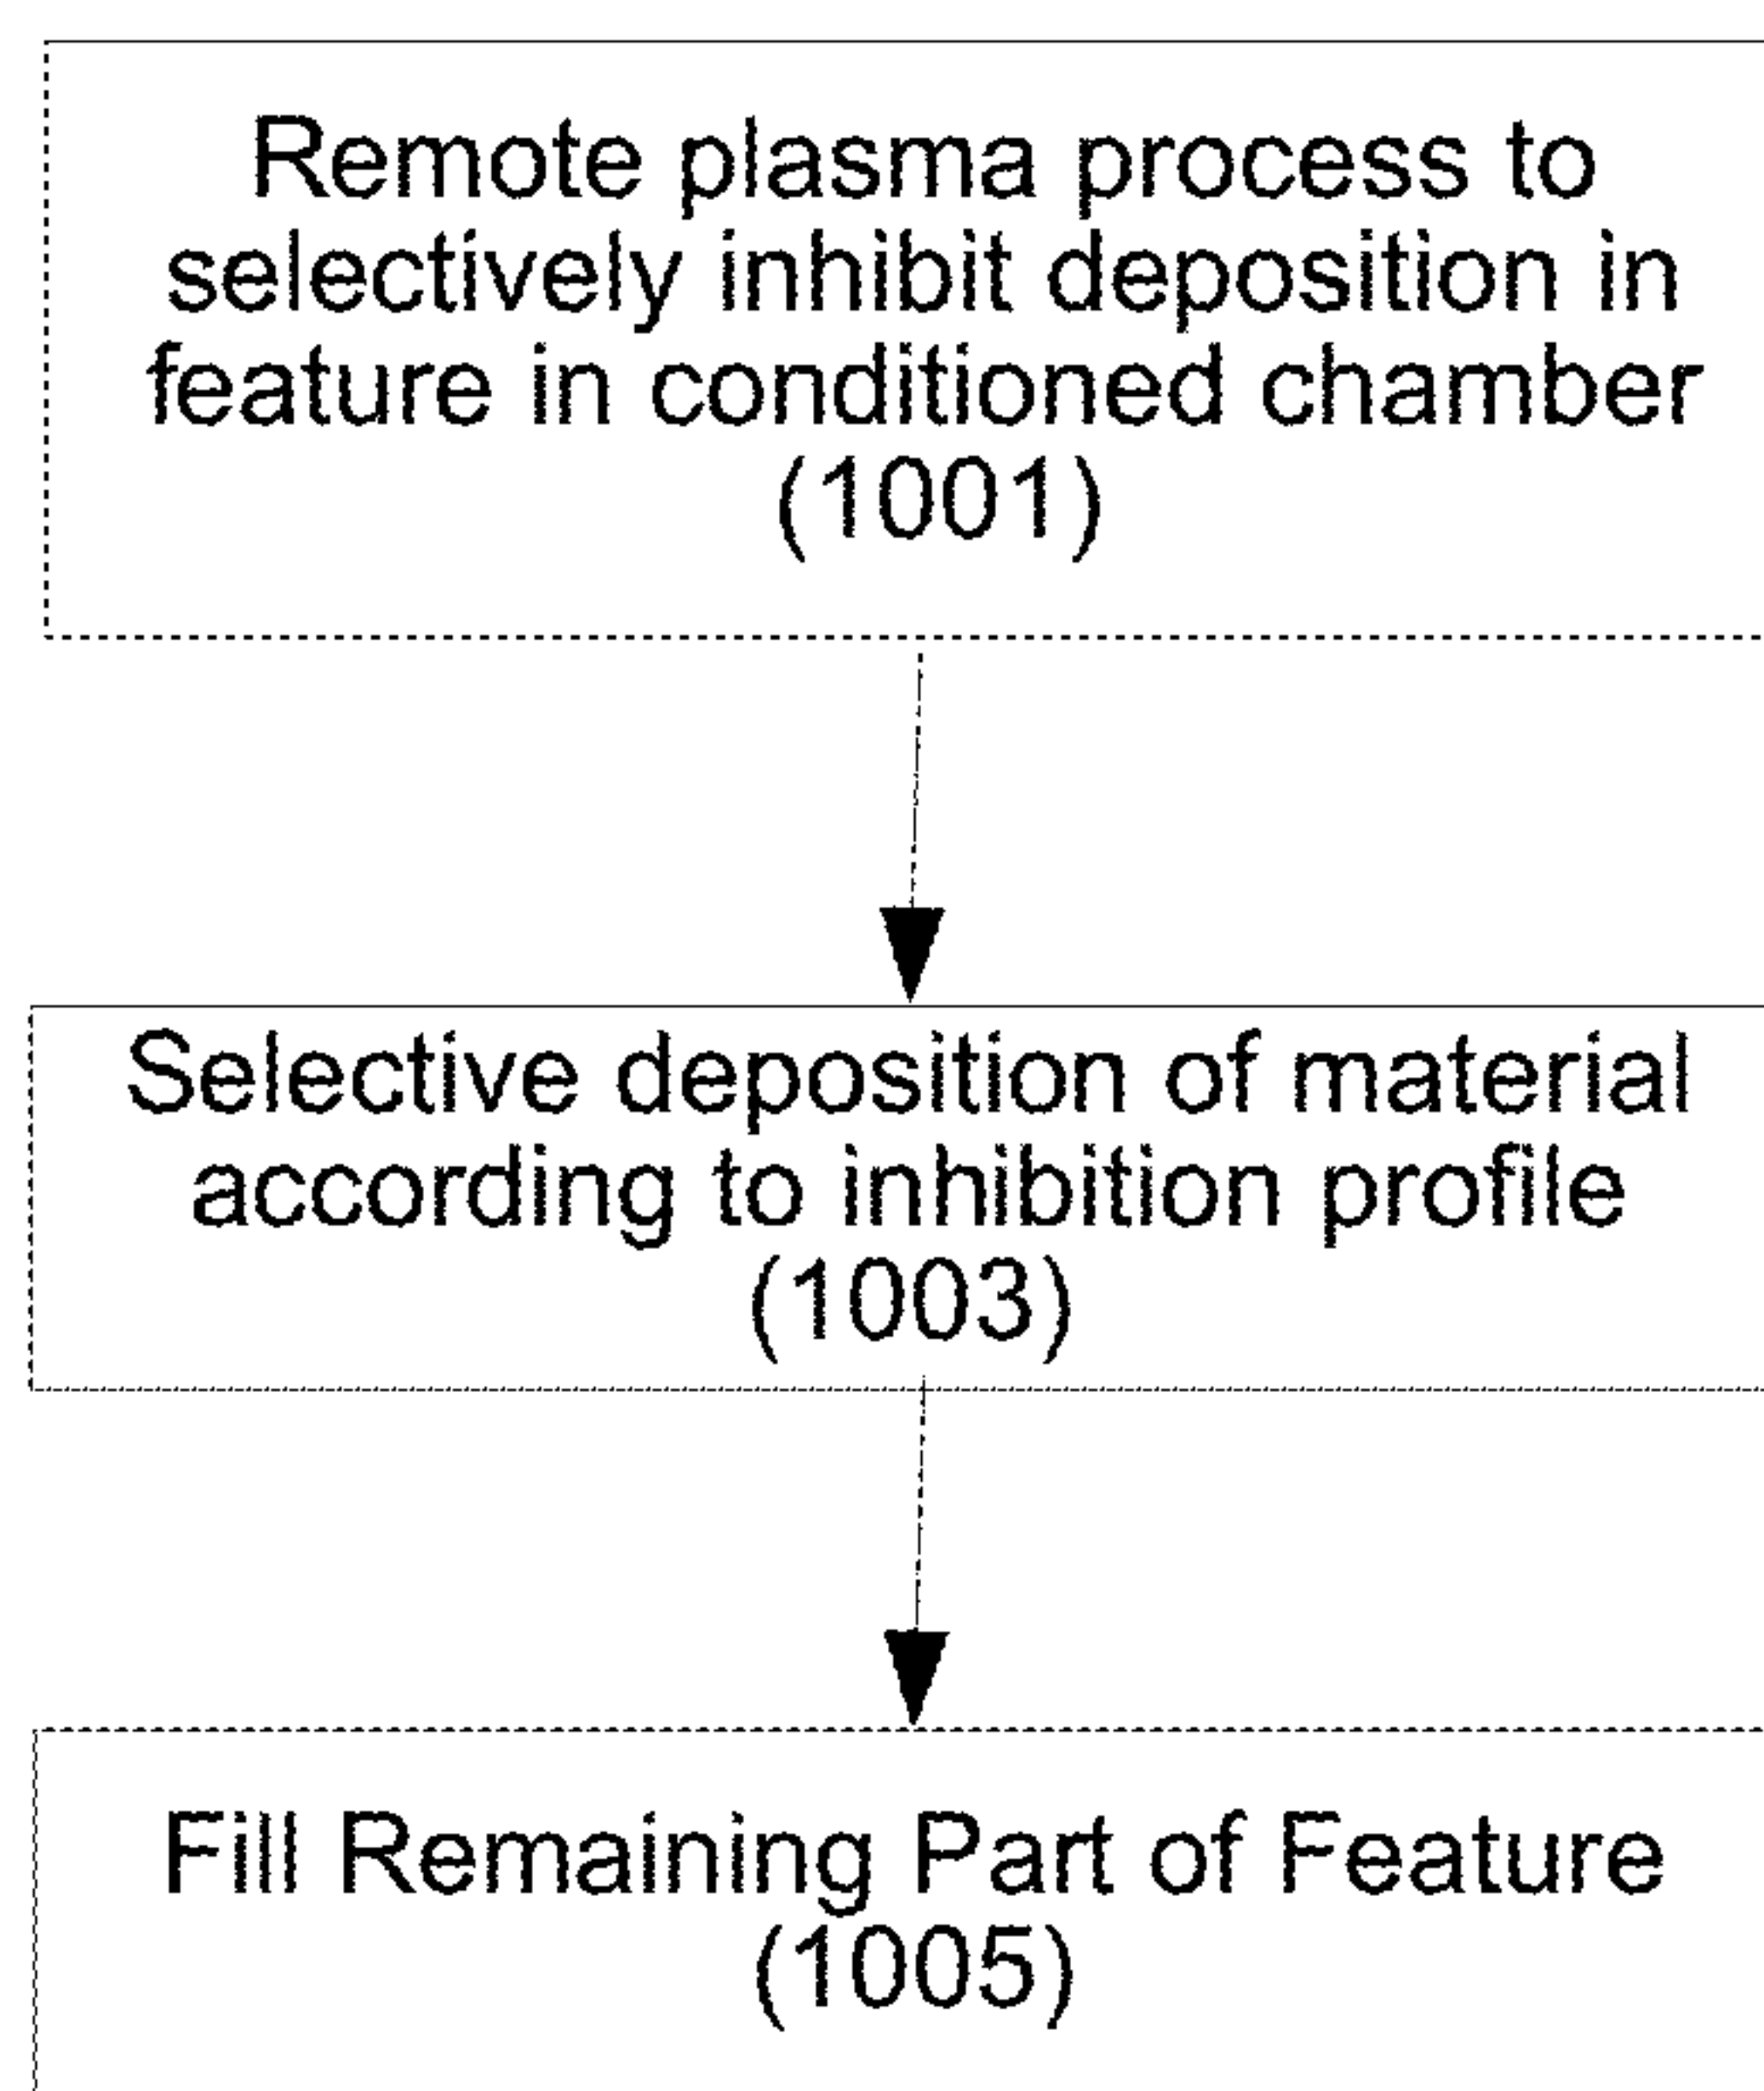 Remote plasma process to
selectively inhibit deposition in
feature in conditioned chamber
(1001)
Selective deposition of material
according to inhibition profile
(1003)
Fill Remaining Part of Feature
(1005)